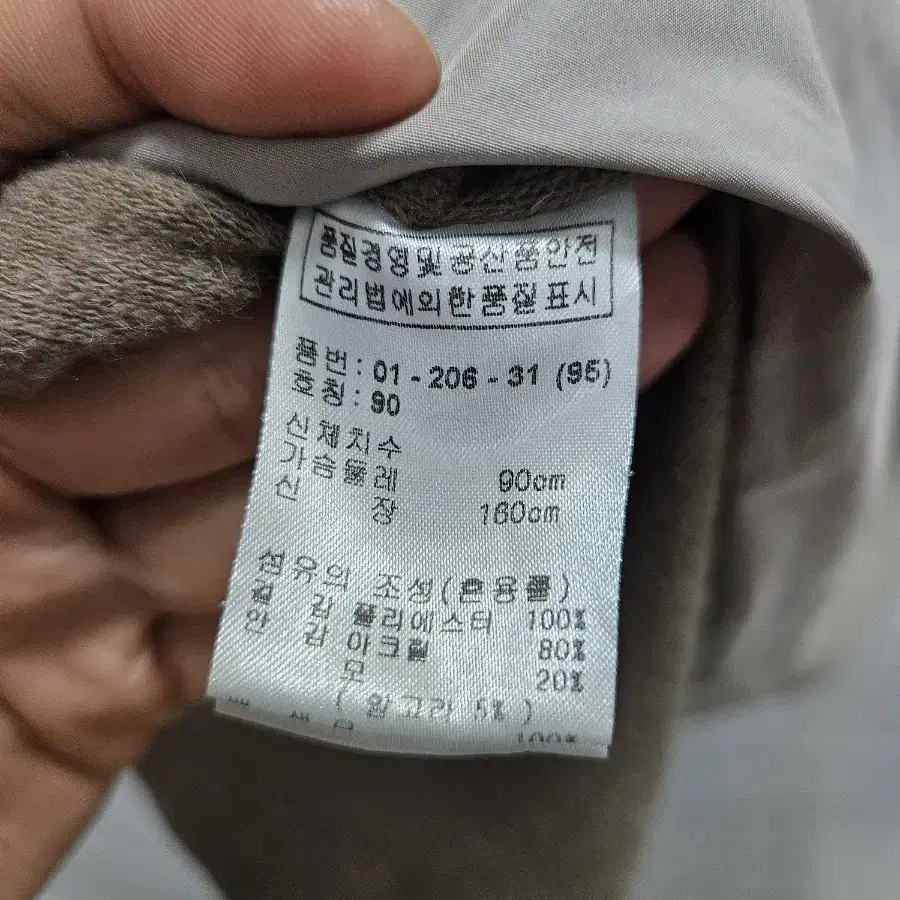 품질경영및공산품안전
관리법에의한품질표시
품번 : 01 - 206 - 31 (95)
호칭 : 90
신체치수
가슴둘레 90cm
신 장 160cm
섬유의 조성(혼용률)
겉 감 폴리에스터 100%
안 감 아크릴 80%
모 20%
( 앙고라 5% )
100%